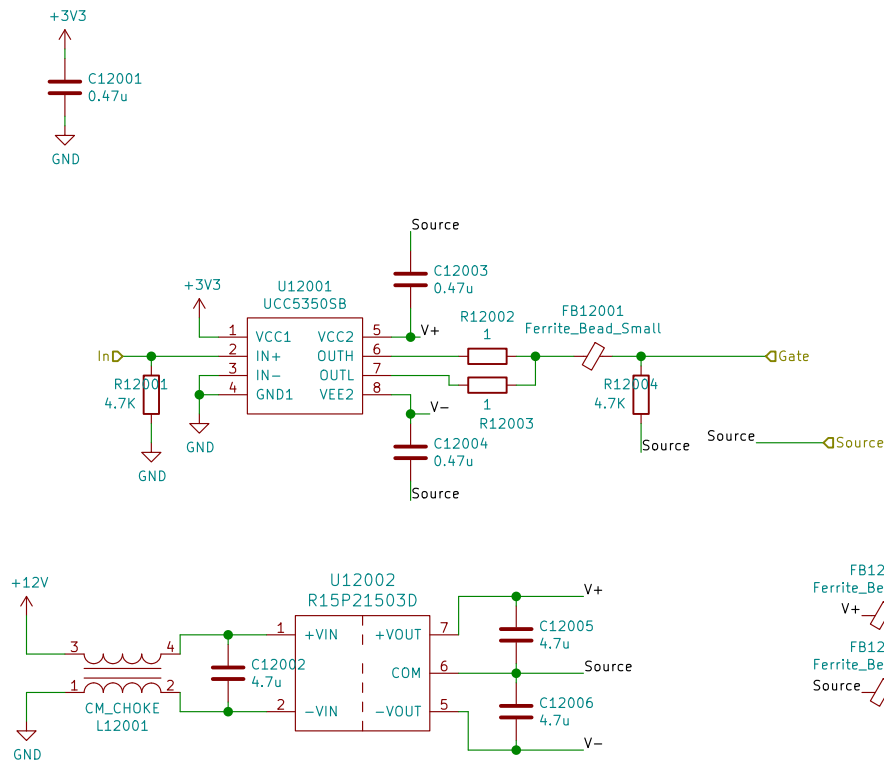 +3V3
C12001
0.47u
GND
Source
C12003
0.47u
+3V3
U12001
UCC5350SB
R12002
1
FB12001
Ferrite_Bead_Small
1 VCC1 VCC2 5 V+
In 2 IN+ OUTH 6 Gate
3 IN- OUTL 7
R12001
4.7K
4 GND1 VEE2 8
1
R12003
V-
R12004
4.7K
GND
GND
C12004
0.47u
Source
Source
Source
Source
+12V
U12002
R15P21503D
V+
FB12
Ferrite_Be
V+
1 +VIN +VOUT 7
C12005
4.7u
3 4
C12002
4.7u
COM 6 Source
FB12
Ferrite_Be
Source
1 2
CM_CHOKE
L12001
2 -VIN -VOUT 5
C12006
4.7u
V-
GND